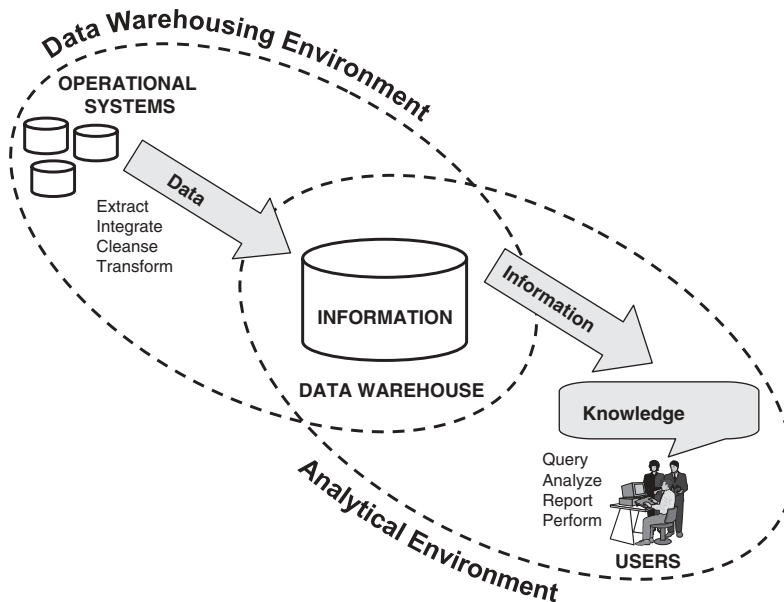 Data Warehousing Environment
OPERATIONAL
SYSTEMS
Data
Extract
Integrate
Cleanse
Transform
INFORMATION
DATA WAREHOUSE
Information
Knowledge
Query
Analyze
Report
Perform
USERS
Analytical Environment